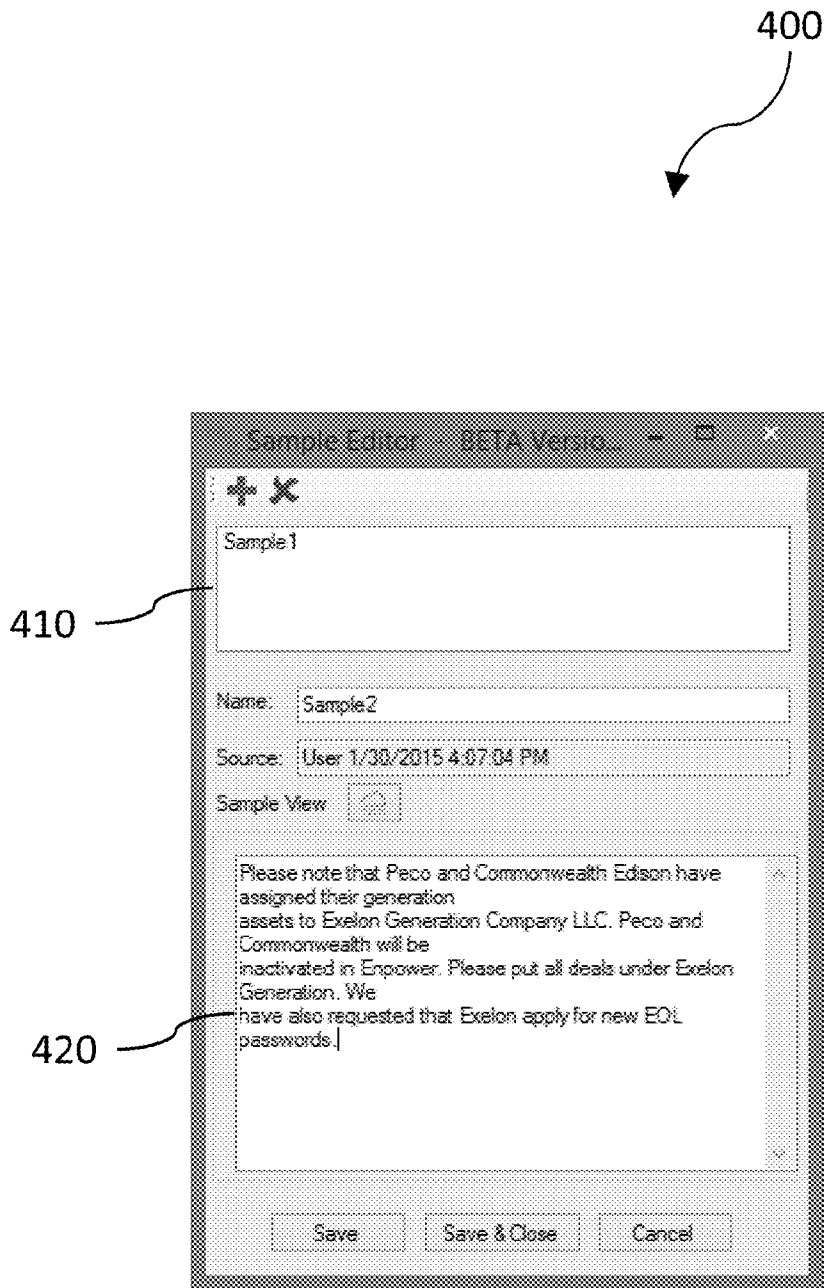 400
Sample Editor - BETA Versio...
Sample1
410
Name: Sample2
Source: User 1/30/2015 4:07:04 PM
Sample View
Please note that Peco and Commonwealth Edison have
assigned their generation
assets to Exelon Generation Company LLC. Peco and
Commonwealth will be
inactivated in Enpower. Please put all deals under Exelon
Generation. We
have also requested that Exelon apply for new EOL
passwords.
420
Save Save & Close Cancel